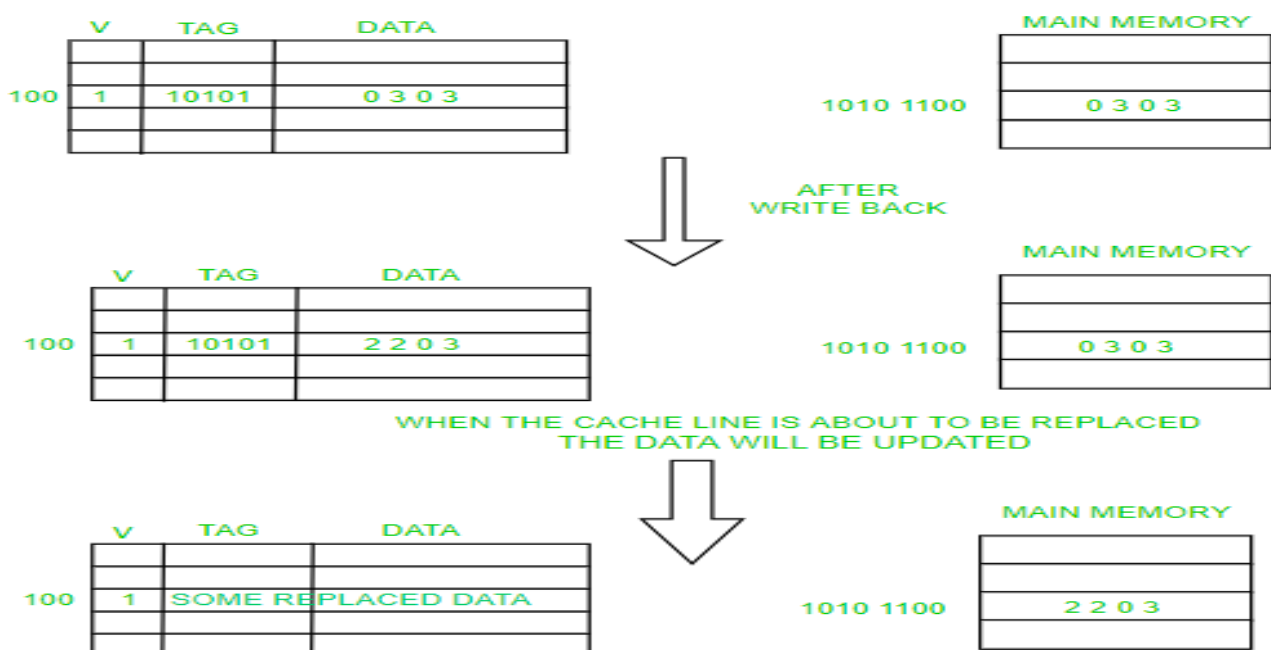 V TAG DATA MAIN MEMORY
100 1 10101 0 3 0 3 1010 1100 0 3 0 3
AFTER
WRITE BACK
V TAG DATA MAIN MEMORY
100 1 10101 2 2 0 3 1010 1100 0 3 0 3
WHEN THE CACHE LINE IS ABOUT TO BE REPLACED
THE DATA WILL BE UPDATED
V TAG DATA MAIN MEMORY
100 1 SOME REPLACED DATA 1010 1100 2 2 0 3